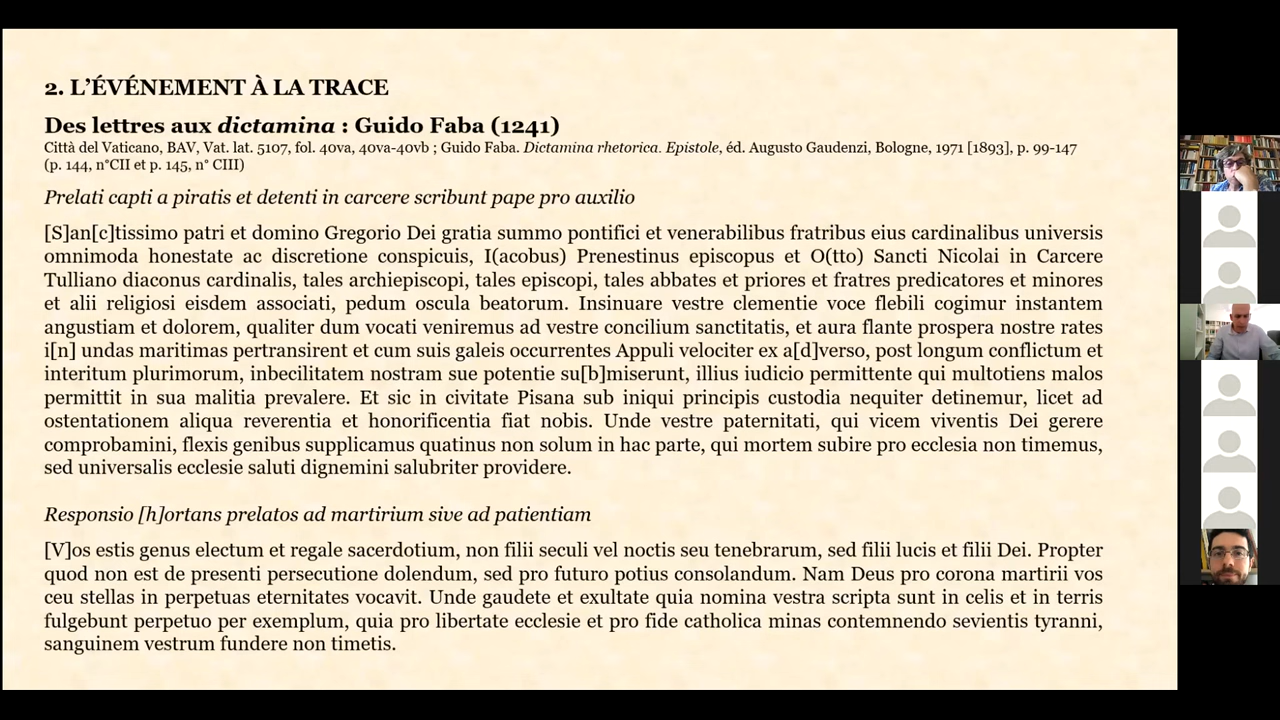 2. L'ÉVÉNEMENT À LA TRACE
Des lettres aux dictamina : Guido Faba (1241)
Città del Vaticano, BAV, Vat. lat. 5107, fol. 40va, 40va-40vb ; Guido Faba. Dictamina rhetorica. Epistole, éd. Augusto Gaudenzi, Bologne, 1971 [1893], p. 99-147
(p. 144, n°CII et p. 145, n° CIII)
Prelati capti a piratis et detenti in carcere scribunt pape pro auxilio
[S]an[c]tissimo patri et domino Gregorio Dei gratia summo pontifici et venerabilibus fratribus eius cardinalibus universis
omnimoda honestate ac discretione conspicuis, I(acobus) Prenestinus episcopus et O(tto) Sancti Nicolai in Carcere
Tulliano diaconus cardinalis, tales archiepiscopi, tales episcopi, tales abbates et priores et fratres predicatores et minores
et alii religiosi eisdem associati, pedum oscula beatorum. Insinuare vestre clementie voce flebili cogimur instantem
angustiam et dolorem, qualiter dum vocati veniremus ad vestre concilium sanctitatis, et aura flante prospera nostre rates
i[n] undas maritimas pertransirent et cum suis galeis occurrentes Appuli velociter ex a[d]verso, post longum conflictum et
interitum plurimorum, inbecilitatem nostram sue potentie su[b]miserunt, illius iudicio permittente qui multotiens malos
permittit in sua malitia prevalere. Et sic in civitate Pisana sub iniqui principis custodia nequiter detinemur, licet ad
ostentationem aliqua reverentia et honorificentia fiat nobis. Unde vestre paternitati, qui vicem viventis Dei gerere
comprobamini, flexis genibus supplicamus quatinus non solum in hac parte, qui mortem subire pro ecclesia non timemus,
sed universalis ecclesie saluti dignemini salubriter providere.
Responsio [h]ortans prelatos ad martirium sive ad patientiam
[V]os estis genus electum et regale sacerdotium, non filii seculi vel noctis seu tenebrarum, sed filii lucis et filii Dei. Propter
quod non est de presenti persecutione dolendum, sed pro futuro potius consolandum. Nam Deus pro corona martirii vos
ceu stellas in perpetuas eternitates vocavit. Unde gaudete et exultate quia nomina vestra scripta sunt in celis et in terris
fulgebunt perpetuo per exemplum, quia pro libertate ecclesie et pro fide catholica minas contemnendo sevientis tyranni,
sanguinem vestrum fundere non timetis.